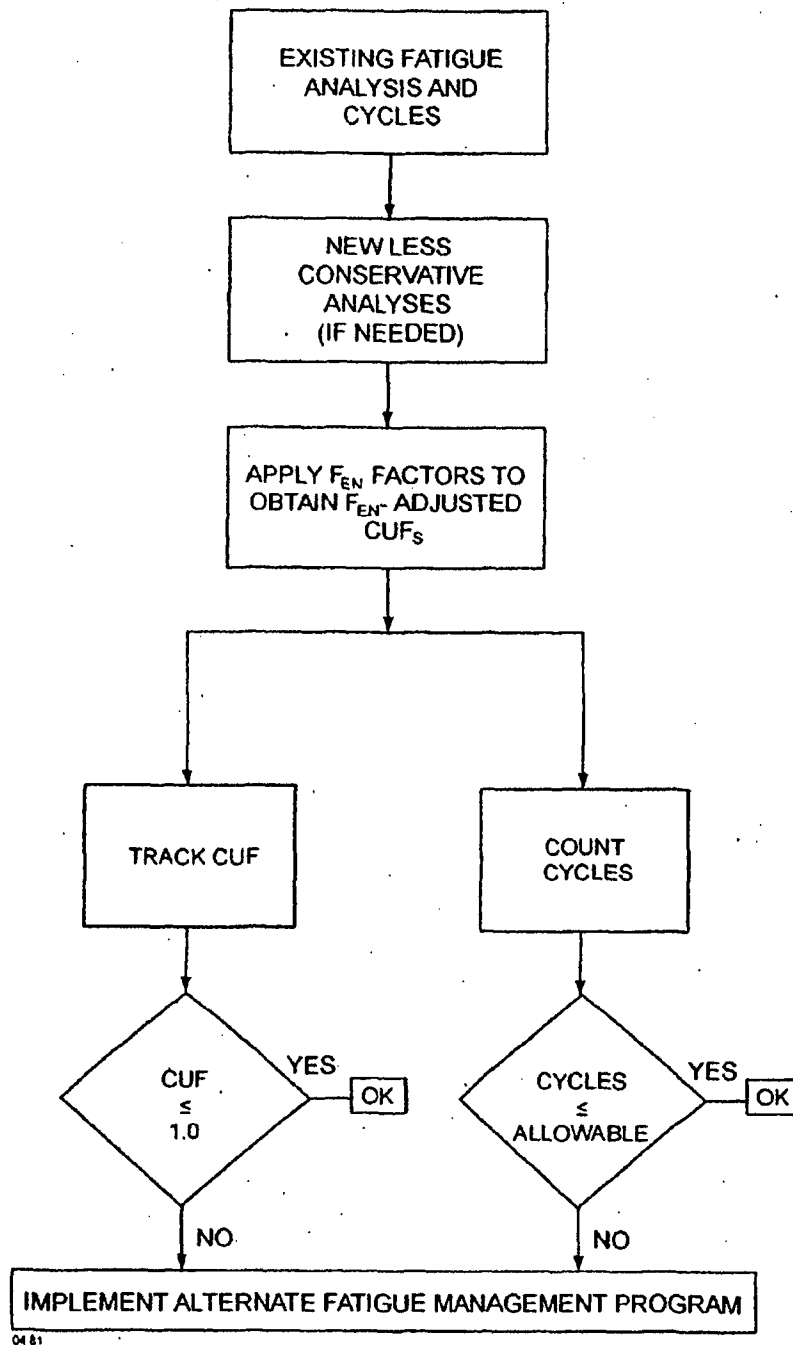 EXISTING FATIGUE
ANALYSIS AND
CYCLES
NEW LESS
CONSERVATIVE
ANALYSES
(IF NEEDED)
APPLY FEN FACTORS TO
OBTAIN FEN- ADJUSTED
CUFS
TRACK CUF
COUNT
CYCLES
CUF
≤
1.0
YES
OK
CYCLES
≤
ALLOWABLE
YES
OK
NO
NO
IMPLEMENT ALTERNATE FATIGUE MANAGEMENT PROGRAM
04 81